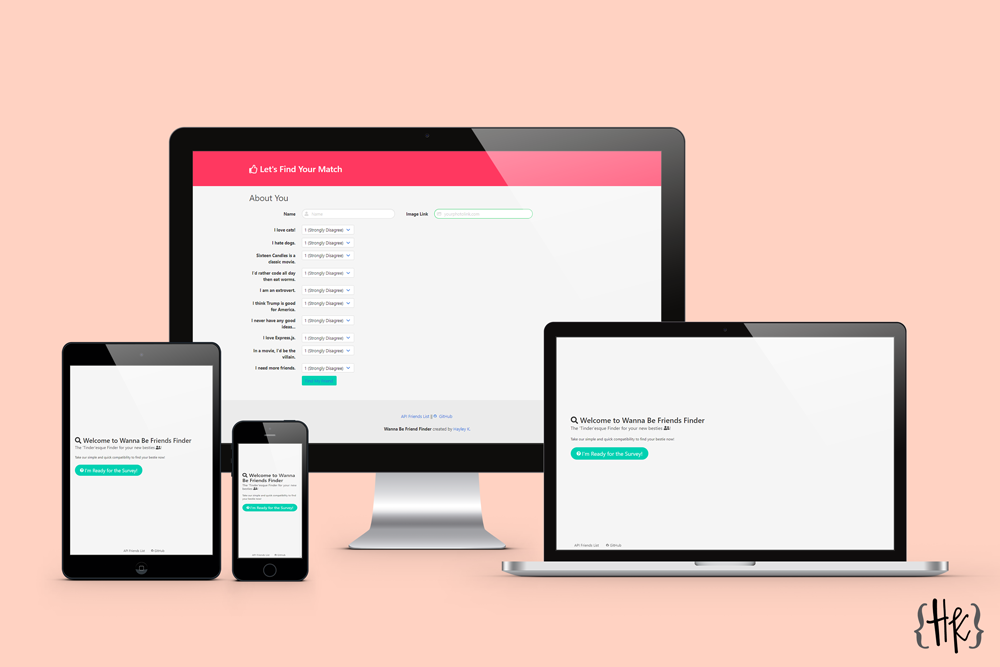 Let's Find Your Match
About You
Name
Name
Image Link
I love cats!
1 (Strongly Disagree)
I hate dogs.
1 (Strongly Disagree)
Sixteen Candles is a
classic movie.
1 (Strongly Disagree)
I'd rather code all day
than eat worms.
1 (Strongly Disagree)
I am an extrovert.
1 (Strongly Disagree)
I think Trump is good
for America.
1 (Strongly Disagree)
I never have any good
ideas...
1 (Strongly Disagree)
I love Express.js.
1 (Strongly Disagree)
In a movie, I'd be the
villain.
1 (Strongly Disagree)
I need more friends.
1 (Strongly Disagree)
API Friends List | GitHub
Wanna Be Friend Finder created by Hayley K.
Welcome to Wanna Be Friends Finder
The 'Tinder'esque Finder for your new besties !
Take our simple and quick compatibility to find your bestie now!
I'm Ready for the Survey!
API Friends List GitHub
Welcome to Wanna
Be Friends Finder
The 'Tinder'esque Finder for your new
besties !
Take our simple and quick compatibility to find
your bestie now!
I'm Ready for the Survey!
API Friends List GitHub
Welcome to Wanna Be Friends Finder
The 'Tinder'esque Finder for your new besties !
Take our simple and quick compatibility to find your bestie now!
I'm Ready for the Survey!
API Friends List GitHub
{HK}